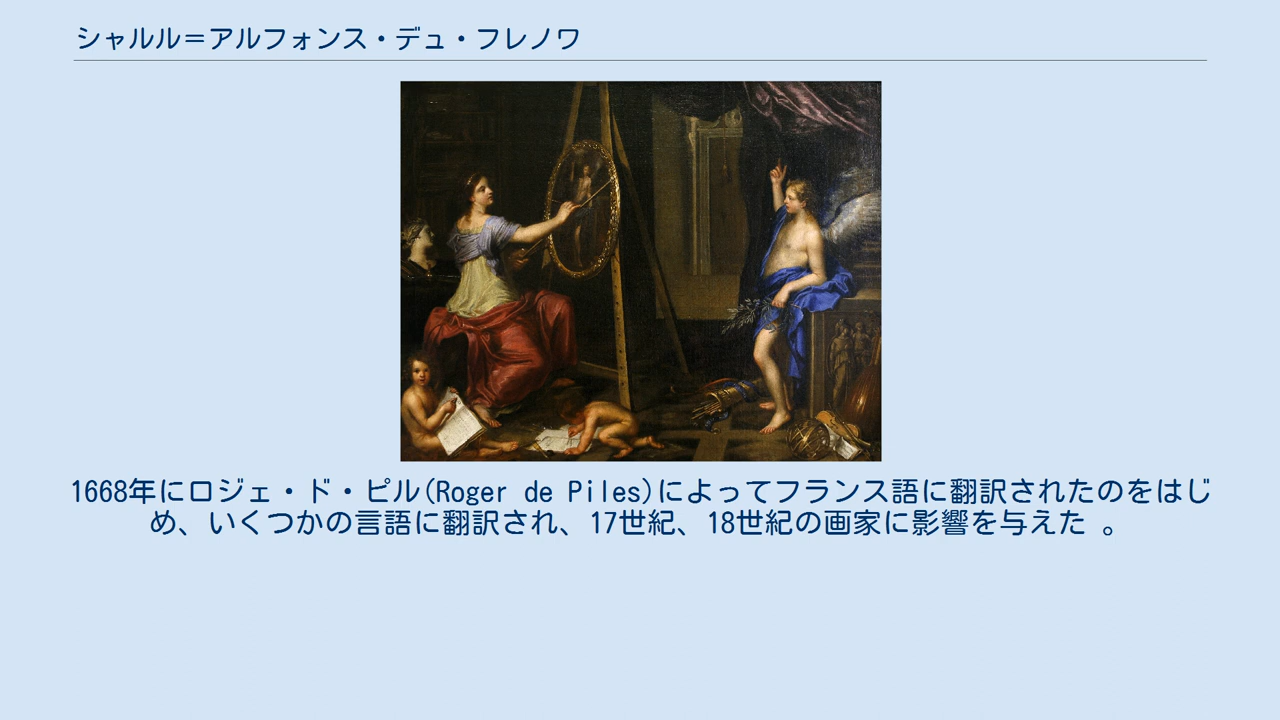 シャルル＝アルフォンス・デュ・フレノワ
1668年にロジェ・ド・ピル(Roger de Piles)によってフランス語に翻訳されたのをはじ
め、いくつかの言語に翻訳され、17世紀、18世紀の画家に影響を与えた 。